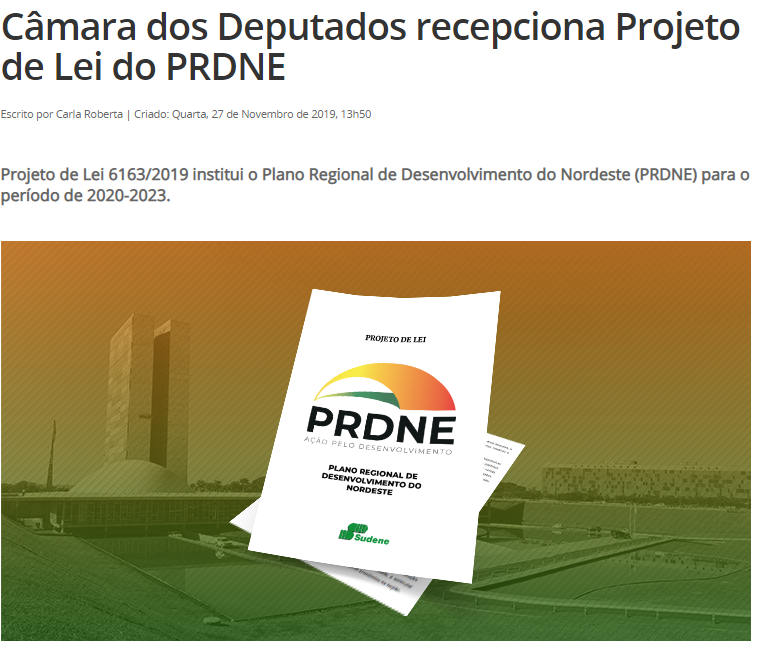 Câmara dos Deputados recepciona Projeto
de Lei do PRDNE
Escrito por Carla Roberta | Criado: Quarta, 27 de Novembro de 2019, 13h50
Projeto de Lei 6163/2019 institui o Plano Regional de Desenvolvimento do Nordeste (PRDNE) para o
período de 2020-2023.
PROJETO DE LEI
PRDNE
AÇÃO PELO DESENVOLVIMENTO
PLANO REGIONAL DE
DESENVOLVIMENTO DO
NORDESTE
Sudene